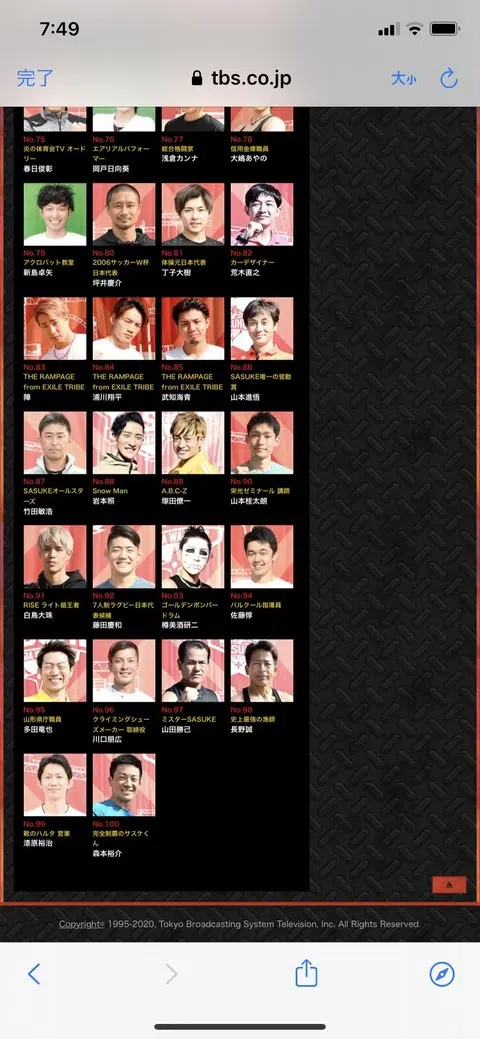 7:49
完了
tbs.co.jp
大小
No.75
No.76
No.77
No.78
炎の体育会TV オード
エアリアルパフォー
総合格闘家
信用金庫職員
リー
マー
浅倉カンナ
大嶋あやの
春日俊彰
岡戸日向葵
No.79
No.80
No.81
No.82
アクロバット教室
2006サッカーW杯
体操元日本代表
カーデザイナー
新島卓矢
日本代表
丁子大樹
荒木直之
坪井慶介
No.83
No.84
No.85
No.86
THE RAMPAGE
THE RAMPAGE
THE RAMPAGE
SASUKE唯一の皆勤
from EXILE TRIBE
from EXILE TRIBE
from EXILE TRIBE
賞
陣
浦川翔平
武知海青
山本進悟
No.87
No.88
No.89
No.90
SASUKEオールスタ
Snow Man
A.B.C-Z
栄光ゼミナール 講師
ーズ
岩本照
塚田僚一
山本桂太朗
竹田敏浩
No.91
No.92
No.93
No.94
RISE ライト級王者
7人制ラグビー日本代
ゴールデンボンバー
パルクール指導員
白鳥大珠
表候補
ドラム
佐藤惇
藤田慶和
樽美酒研二
No.95
No.96
No.97
No.98
山形県庁職員
クライミングシュー
ミスターSASUKE
史上最強の漁師
多田竜也
ズメーカー 取締役
山田勝己
長野誠
川口朋広
No.99
No.100
靴のハルタ 営業
完全制覇のサスケく
漆原裕治
ん
森本裕介
Copyright© 1995-2020, Tokyo Broadcasting System Television, Inc. All Rights Reserved.